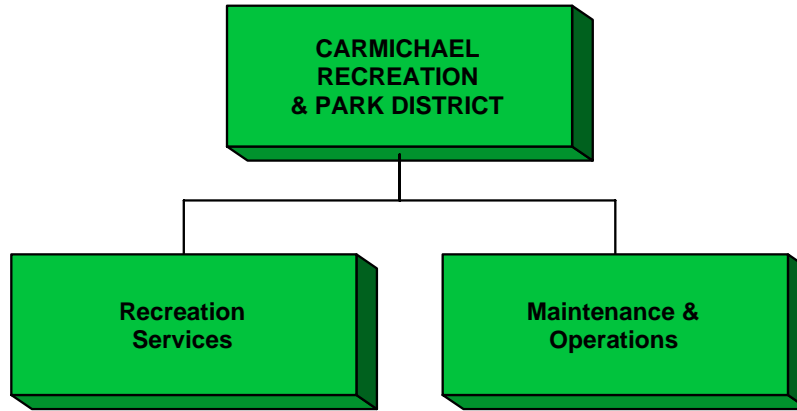 CARMICHAEL
RECREATION
& PARK DISTRICT
Recreation
Services
Maintenance &
Operations